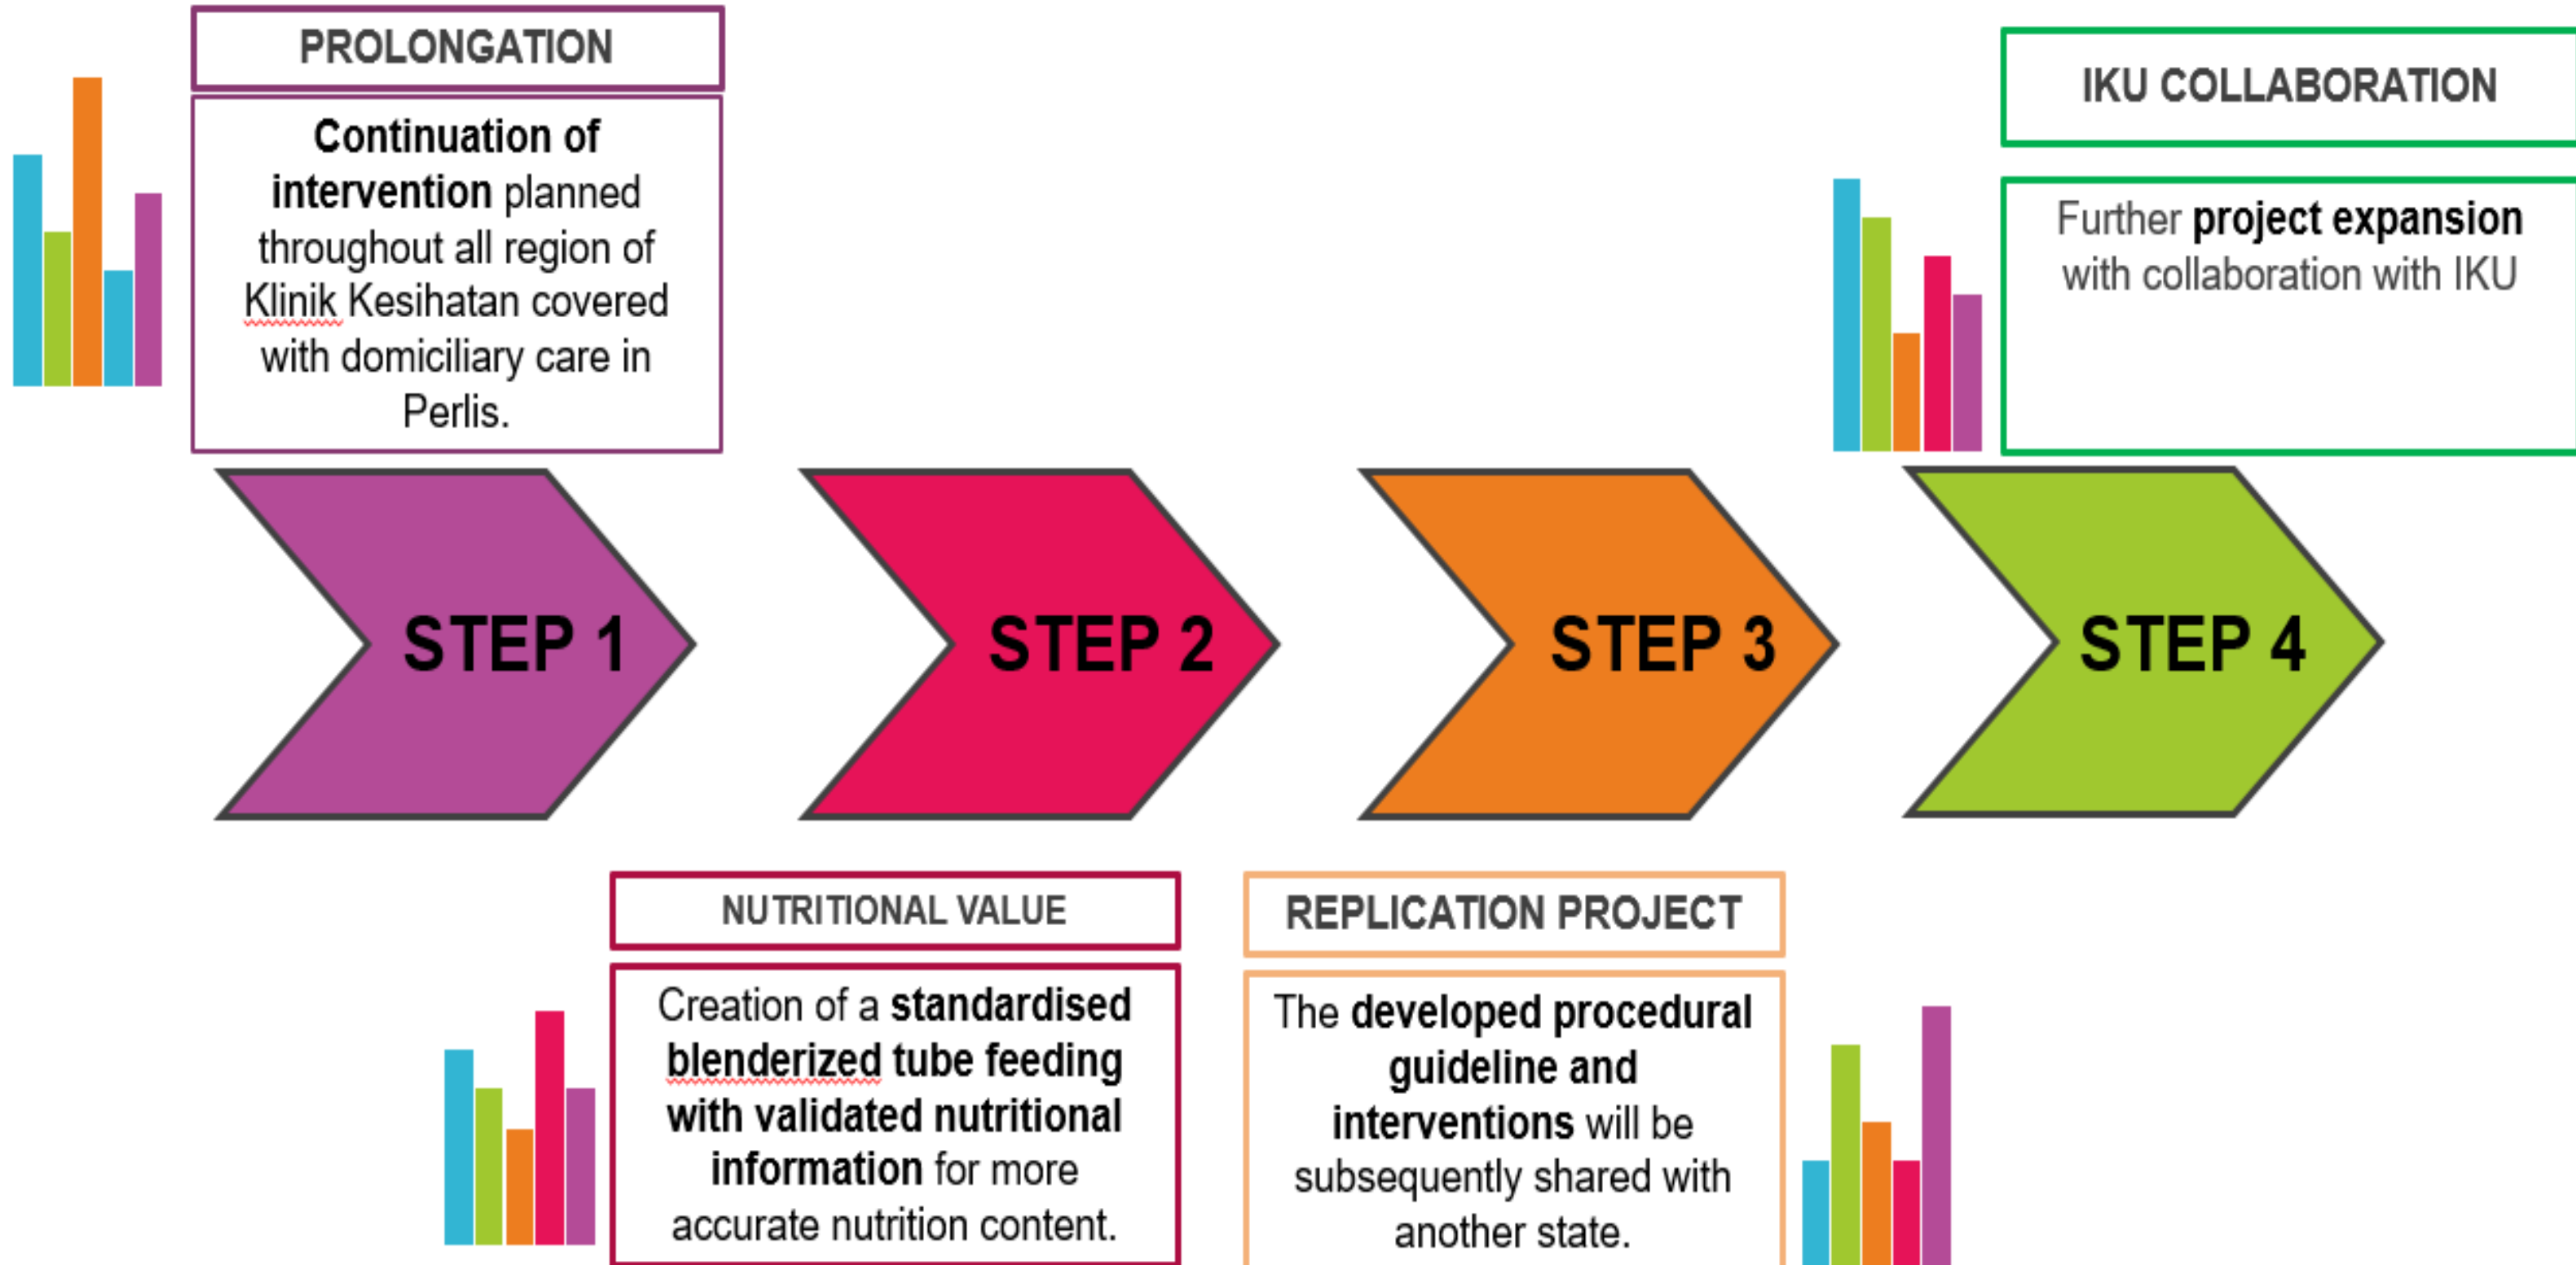 PROLONGATION
Continuation of
intervention planned
throughout all region of
Klinik Kesihatan covered
with domiciliary care in
Perlis.
IKU COLLABORATION
Further project expansion
with collaboration with IKU
STEP 1
STEP 2
STEP 3
STEP 4
NUTRITIONAL VALUE
Creation of a standardised
blenderized tube feeding
with validated nutritional
information for more
accurate nutrition content.
REPLICATION PROJECT
The developed procedural
guideline and
interventions will be
subsequently shared with
another state.